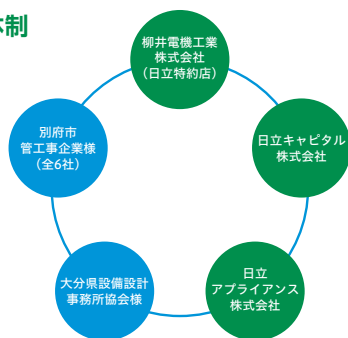 制
柳井電機工業
株式会社
（日立特約店）
別府市
管工事企業様
（全6社）
日立キャピタル
株式会社
大分県設備設計
事務所協会様
日立
アプライアンス
株式会社